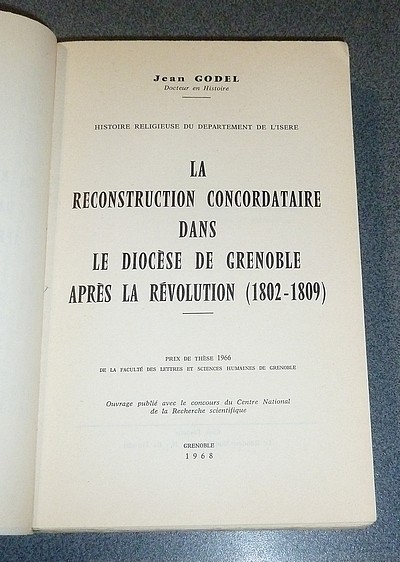 Jean GODEL
Docteur en Histoire
HISTOIRE RELIGIEUSE DU DEPARTEMENT DE L'ISERE
LA
RECONSTRUCTION CONCORDATAIRE
DANS
LE DIOCÈSE DE GRENOBLE
APRÈS LA RÉVOLUTION (1802-1809)
PRIX DE THÈSE 1966
DE LA FACULTÉ DES LETTRES ET SCIENCES HUMAINES DE GRENOBLE
Ouvrage publié avec le concours du Centre National
de la Recherche scientifique
GRENOBLE
1968